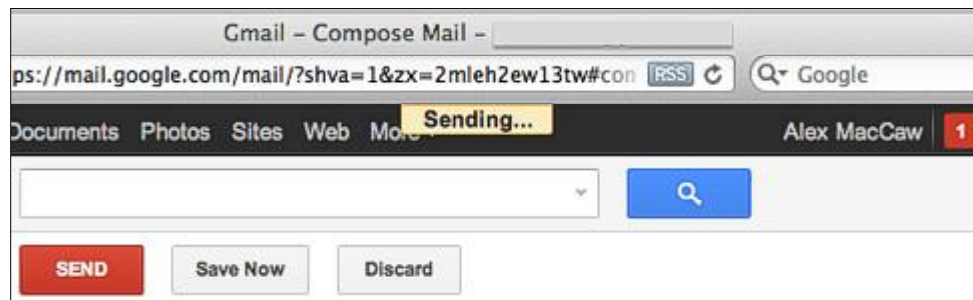 Gmail – Compose Mail –
ps://mail.google.com/mail/?shva=1&zx=2mleh2ew13tw#con RSS Google
Sending...
Documents Photos Sites Web More Alex MacCaw 1
SEND Save Now Discard